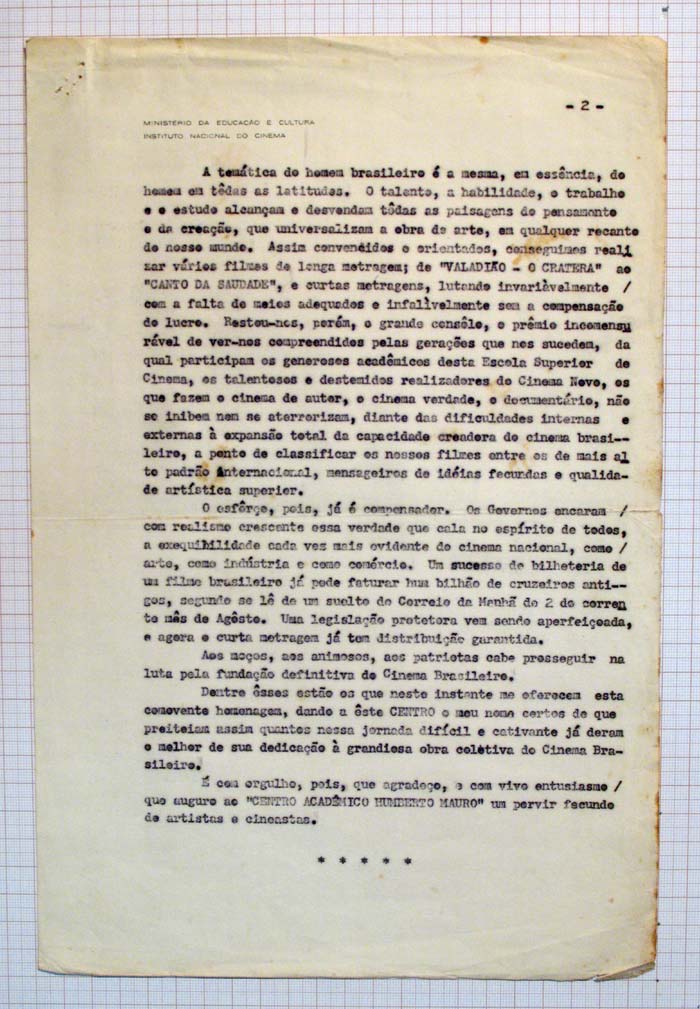 - 2 -
MINISTÉRIO DA EDUCAÇÃO E CULTURA
INSTITUTO NACIONAL DO CINEMA
A temática do homem brasileiro é a mesma, em essência, do
homem em tôdas as latitudes. O talento, a habilidade, o trabalho
e o estudo alcançam e desvendam tôdas as paisagens do pensamento
e da creação, que universalizam a obra de arte, em qualquer recanto
do nosso mundo. Assim convencidos e orientados, conseguimos reali
zar vários filmes de longa metragem; de "VALADIÃO - O CRATERA" ao
"CANTO DA SAUDADE", e curtas metragens, lutando invariàvelmente /
com a falta de meios adequados e infalìvelmente sem a compensação
do lucro. Restou-nos, porém, o grande consôlo, o prêmio incomensu
rável de ver-nos compreendidos pelas gerações que nos sucedem, da
qual participam os generosos acadêmicos desta Escola Superior de
Cinema, os talentosos e destemidos realizadores do Cinema Novo, os
que fazem o cinema de autor, o cinema verdade, o documentário, não
se inibem nem se aterrorizam, diante das dificuldades internas e
externas à expansão total da capacidade creadora do cinema brasi--
leiro, a ponto de classificar os nossos filmes entre os de mais al
to padrão internacional, mensageiros de idéias fecundas e qualida-
de artística superior.
O esfôrço, pois, já é compensador. Os Governos encaram /
com realismo crescente essa verdade que cala no espírito de todos,
a exequibilidade cada vez mais evidente do cinema nacional, como /
arte, como indústria e como comércio. Um sucesso de bilheteria de
um filme brasileiro já pode faturar hum bilhão de cruzeiros anti--
gos, segundo se lê de um suelto do Correio da Manhã de 2 do corren
te mês de Agôsto. Uma legislação protetora vem sendo aperfeiçoada,
e agora o curta metragem já tem distribuição garantida.
Aos moços, aos animosos, aos patriotas cabe prosseguir na
luta pela fundação definitiva do Cinema Brasileiro.
Dentre êsses estão os que neste instante me oferecem esta
comovente homenagem, dando a êste CENTRO o meu nome certos de que
preiteiam assim quantos nessa jornada difícil e cativante já deram
o melhor de sua dedicação à grandiosa obra coletiva do Cinema Bra-
sileiro.
É com orgulho, pois, que agradeço, e com vivo entusiasmo /
que auguro ao "CENTRO ACADÊMICO HUMBERTO MAURO" um porvir fecundo
de artistas e cineastas.
* * * * *